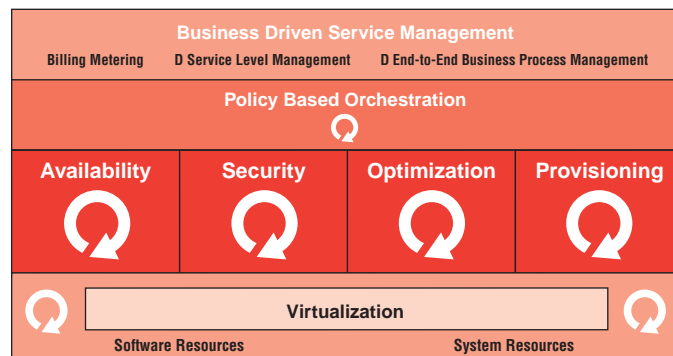 Business Driven Service Management
Billing Metering D Service Level Management D End-to-End Business Process Management
Policy Based Orchestration
Availability Security Optimization Provisioning
Virtualization
Software Resources System Resources